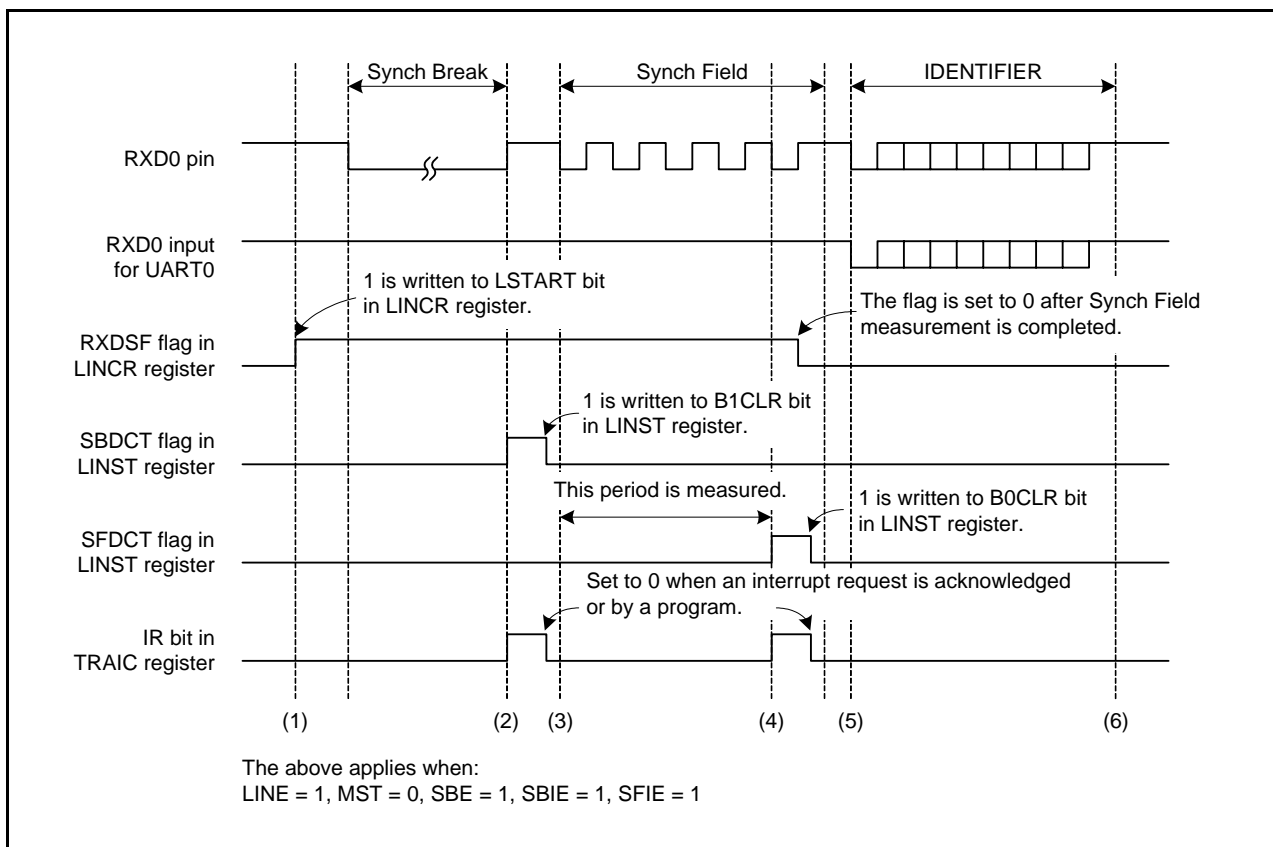 Synch Break
Synch Field
IDENTIFIER
RXD0 pin
RXD0 input
for UART0
1 is written to LSTART bit
in LINCR register.
The flag is set to 0 after Synch Field
measurement is completed.
RXDSF flag in
LINCR register
1 is written to B1CLR bit
in LINST register.
SBDCT flag in
LINST register
This period is measured.
1 is written to B0CLR bit
in LINST register.
SFDCT flag in
LINST register
Set to 0 when an interrupt request is acknowledged
or by a program.
IR bit in
TRAIC register
(1) (2) (3) (4) (5) (6)
The above applies when:
LINE = 1, MST = 0, SBE = 1, SBIE = 1, SFIE = 1